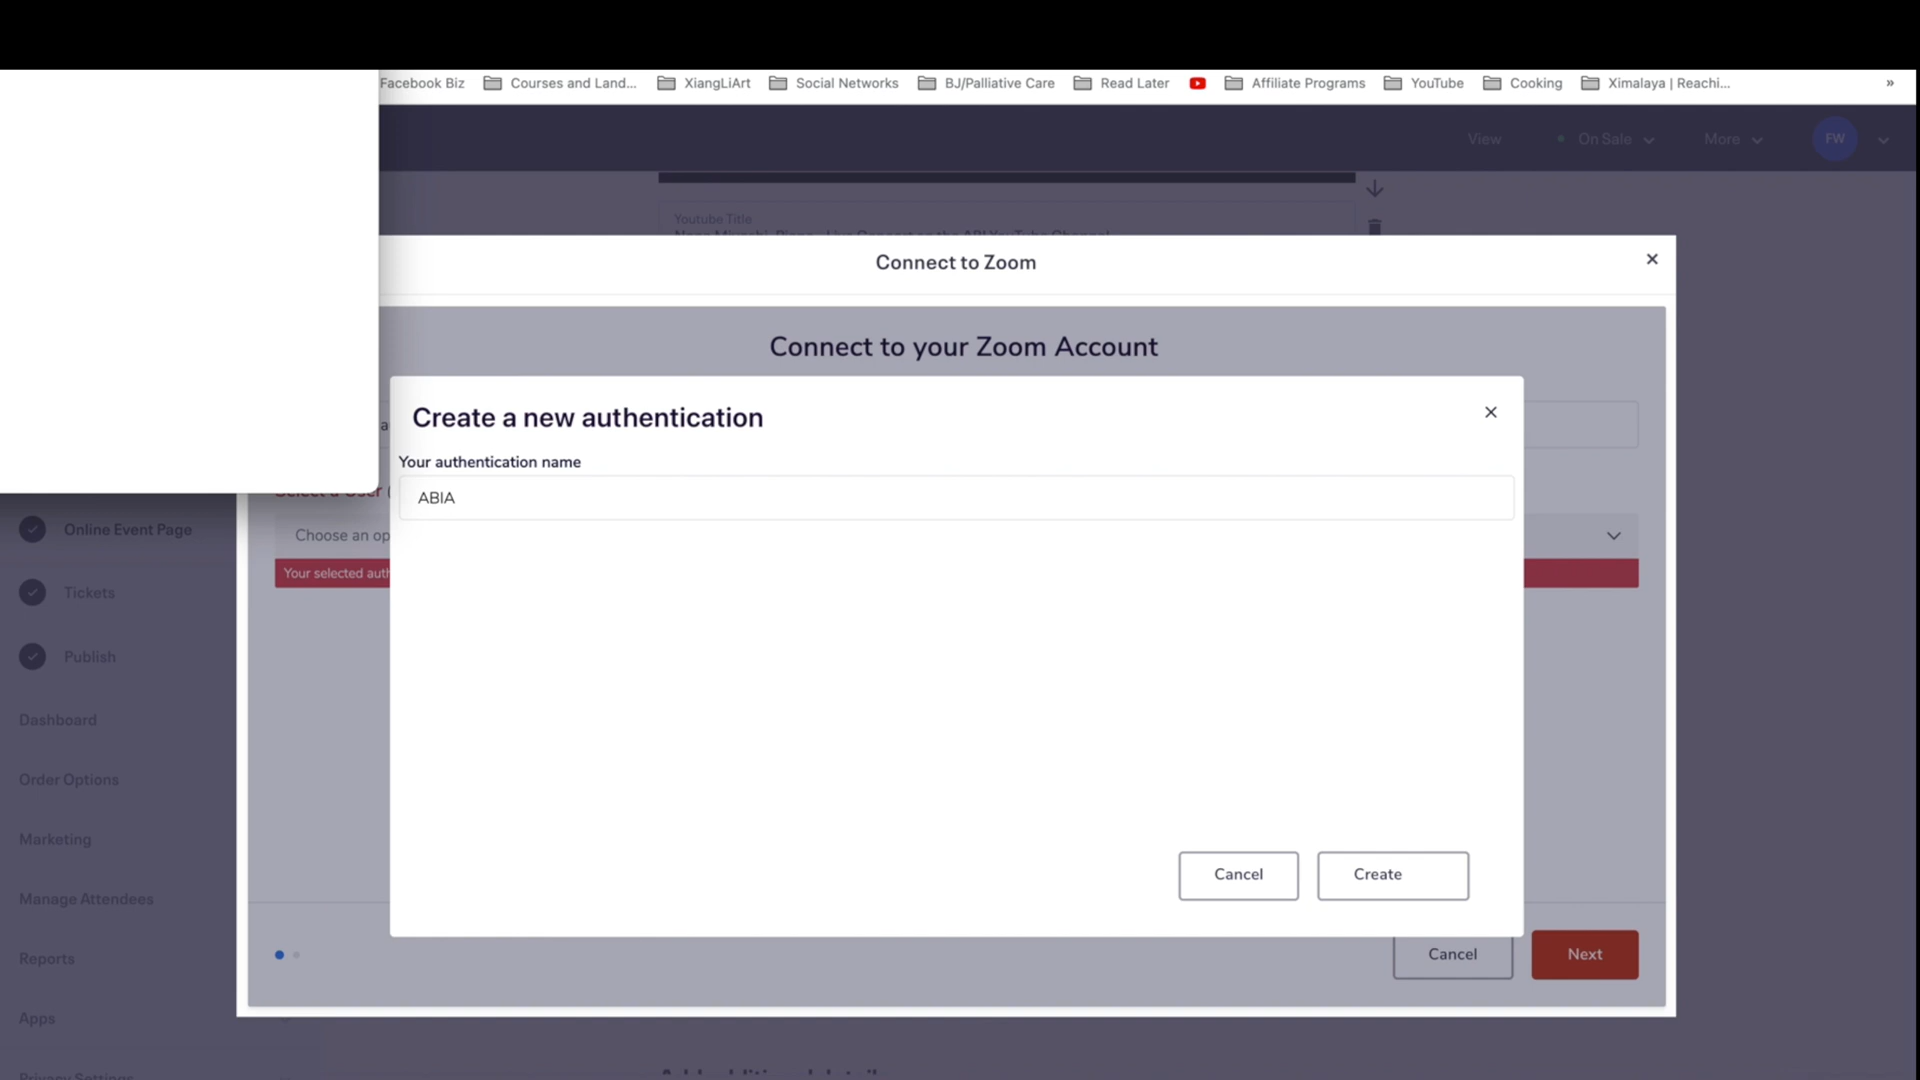 Facebook Biz Courses and Land... XiangLiArt Social Networks BJ/Palliative Care Read Later Affiliate Programs YouTube Cooking Ximalaya | Reachi... »
View On Sale More FW
Youtube Title
Connect to Zoom
Connect to your Zoom Account
Create a new authentication
Your authentication name
ABIA
Choose an op
Your selected auth
Online Event Page
Tickets
Publish
Dashboard
Order Options
Marketing
Manage Attendees
Reports
Apps
Privacy Settings
Cancel Create
Cancel Next